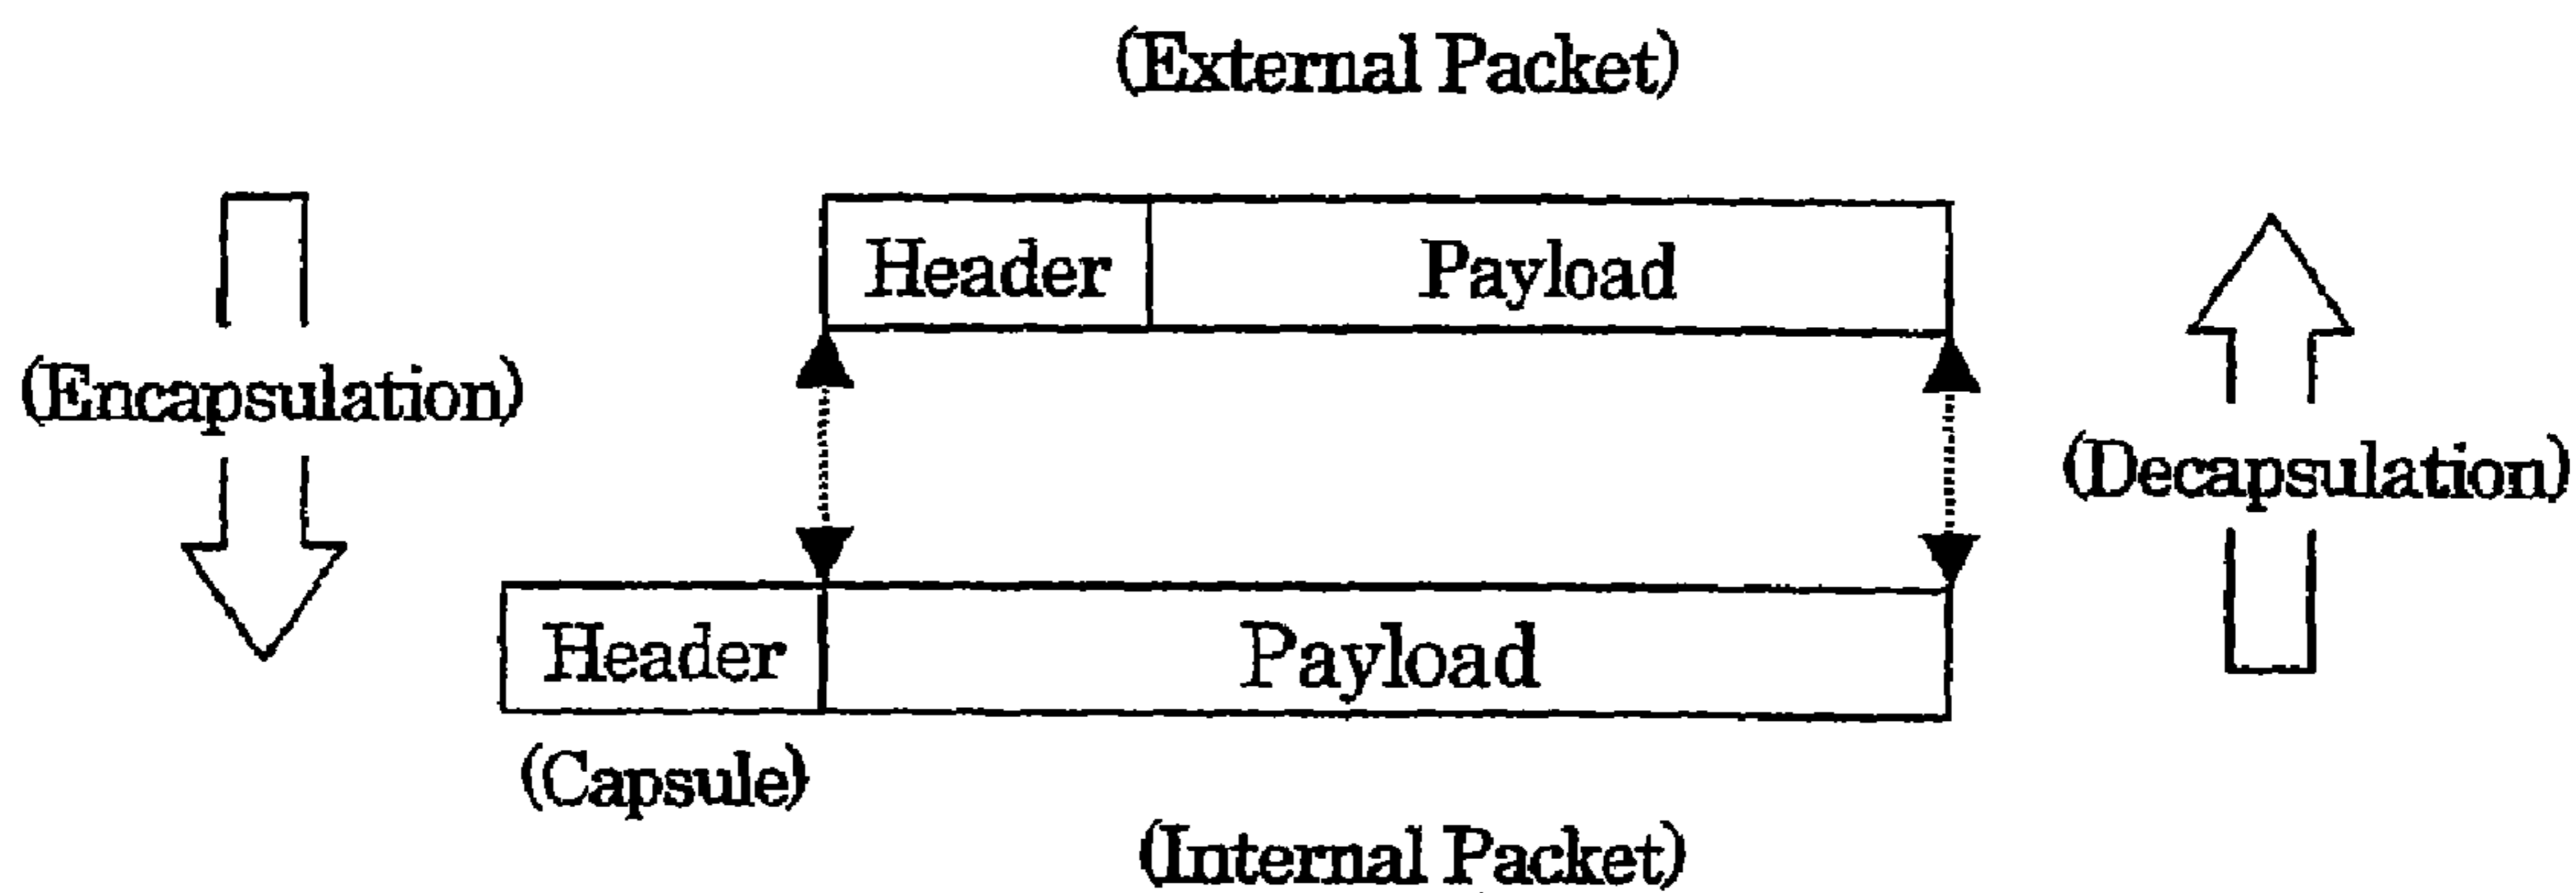 (External Packet)
Header Payload
(Encapsulation)
(Decapsulation)
Header Payload
(Capsule)
(Internal Packet)